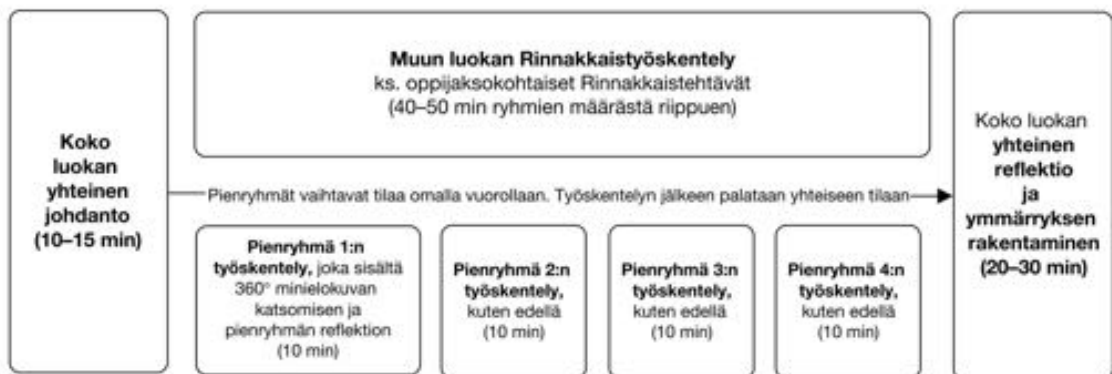 Koko
luokan
yhteinen
johdanto
(10–15 min)
Muun luokan Rinnakkaistyöskentely
ks. oppijaksokohtaiset Rinnakkaistehtävät
(40–50 min ryhmien määrästä riippuen)
Pienryhmät vaihtavat tilaa omalla vuorollaan. Työskentelyn jälkeen palataan yhteiseen tilaan
Pienryhmä 1:n
työskentely, joka sisältä
360° minielokuvan
katsomisen ja
pienryhmän reflektion
(10 min)
Pienryhmä 2:n
työskentely,
kuten edellä
(10 min)
Pienryhmä 3:n
työskentely,
kuten edellä
(10 min)
Pienryhmä 4:n
työskentely,
kuten edellä
(10 min)
Koko luokan
yhteinen
reflektio
ja
ymmärryksen
rakentaminen
(20–30 min)